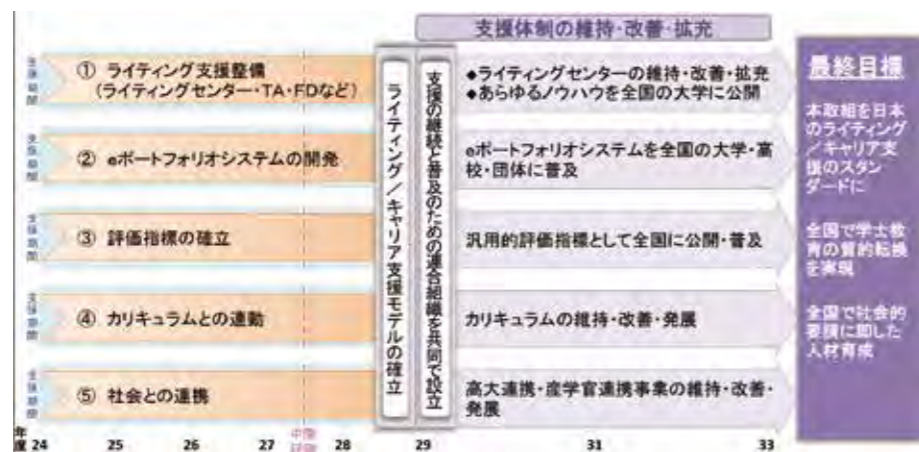 支援体制の維持・改善・拡充
支援期間
① ライティング支援整備
(ライティングセンター・TA・FDなど)
支援期間
② eポートフォリオシステムの開発
支援期間
③ 評価指標の確立
支援期間
④ カリキュラムとの連動
支援期間
⑤ 社会との連携
ライティング/キャリア支援モデルの確立
支援の継続と普及のための連合組織を共同で設立
◆ライティングセンターの維持・改善・拡充
◆あらゆるノウハウを全国の大学に公開
eポートフォリオシステムを全国の大学・高
校・団体に普及
汎用的評価指標として全国に公開・普及
カリキュラムの維持・改善・発展
高大連携・産学官連携事業の維持・改善・
発展
最終目標
本取組を日本
のライティング
/キャリア支
援のスタン
ダードに
全国で学士教
育の質的転換
を実現
全国で社会的
要請に即した
人材育成
年度 24 25 26 27 28 29 31 33